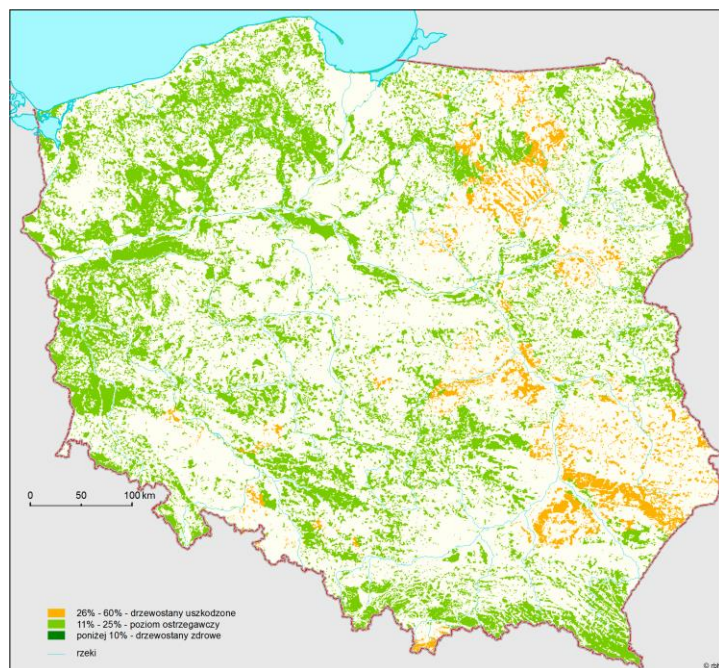 0 50 100 km
26% - 60% - drzewostany uszkodzone
11% - 25% - poziom ostrzegawczy
poniżej 10% - drzewostany zdrowe
rzeki